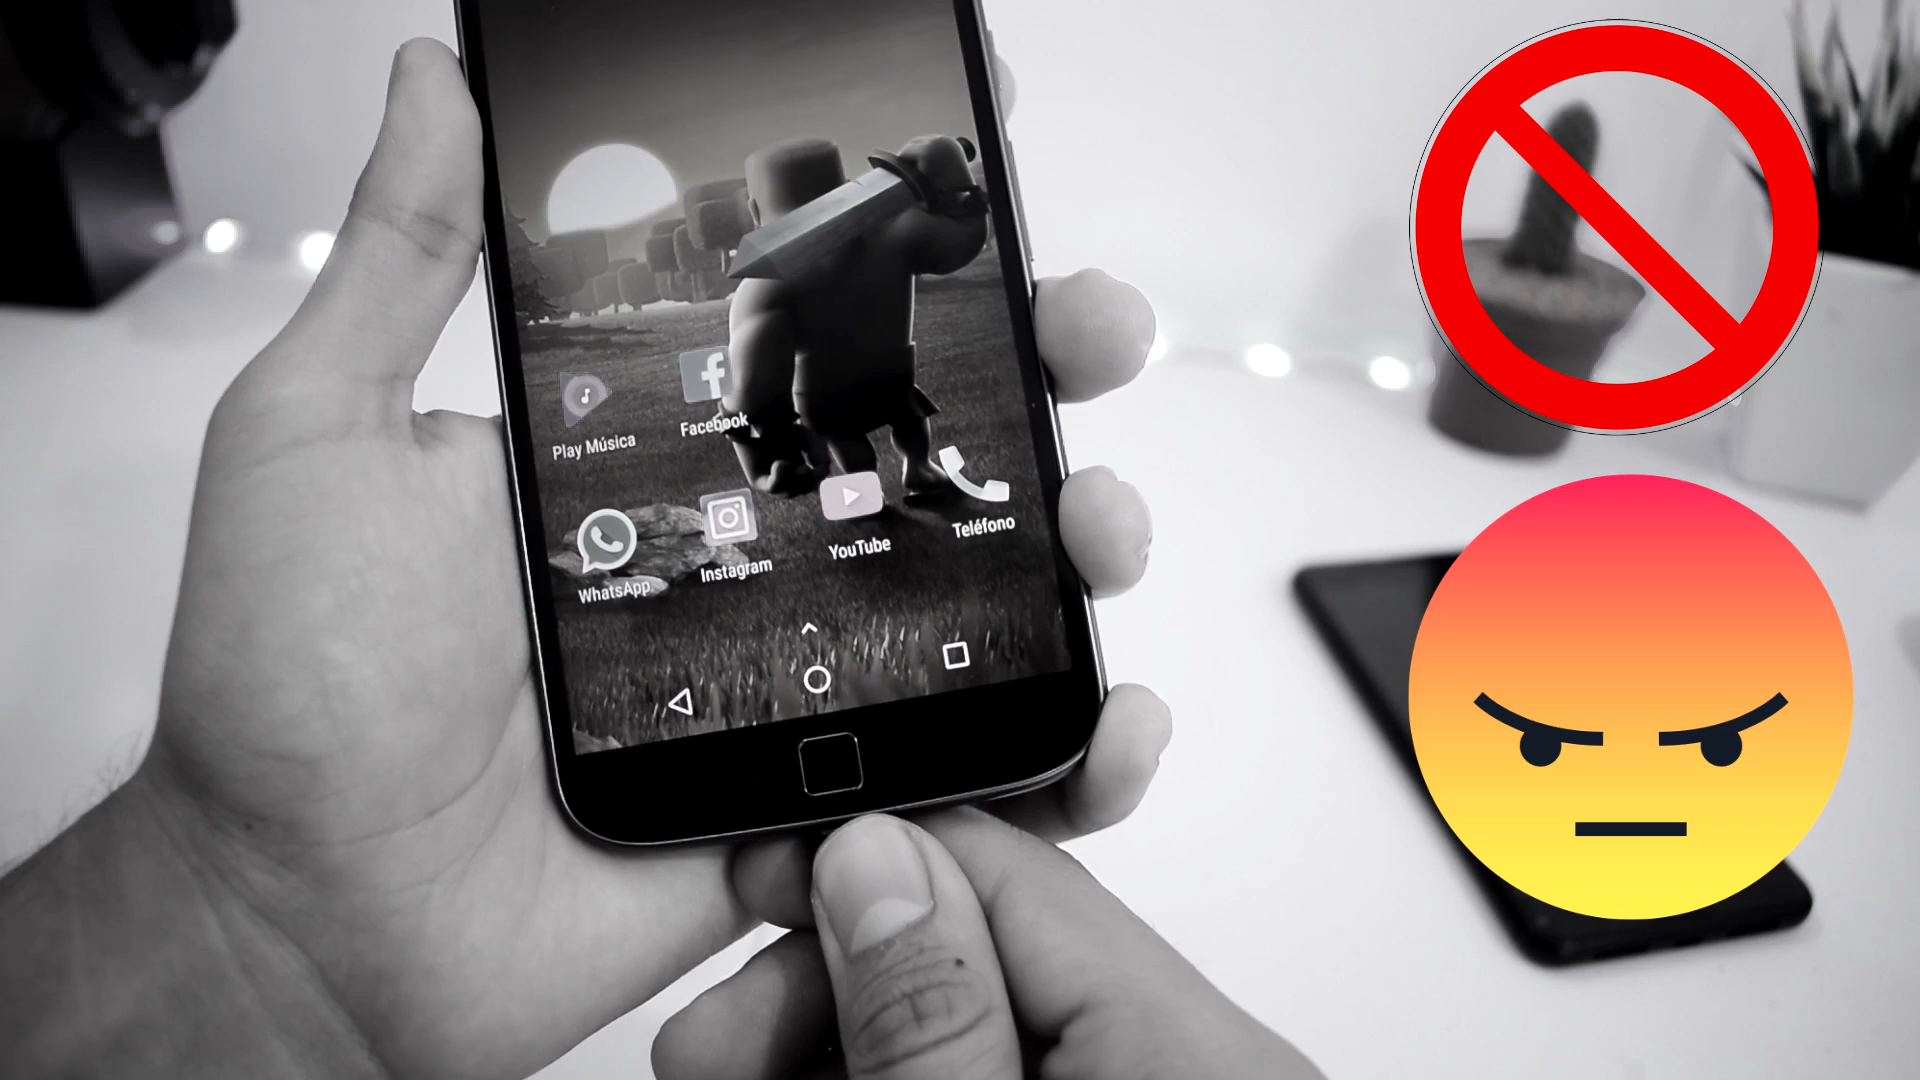 Play Música
Facebook
WhatsApp
Instagram
YouTube
Teléfono